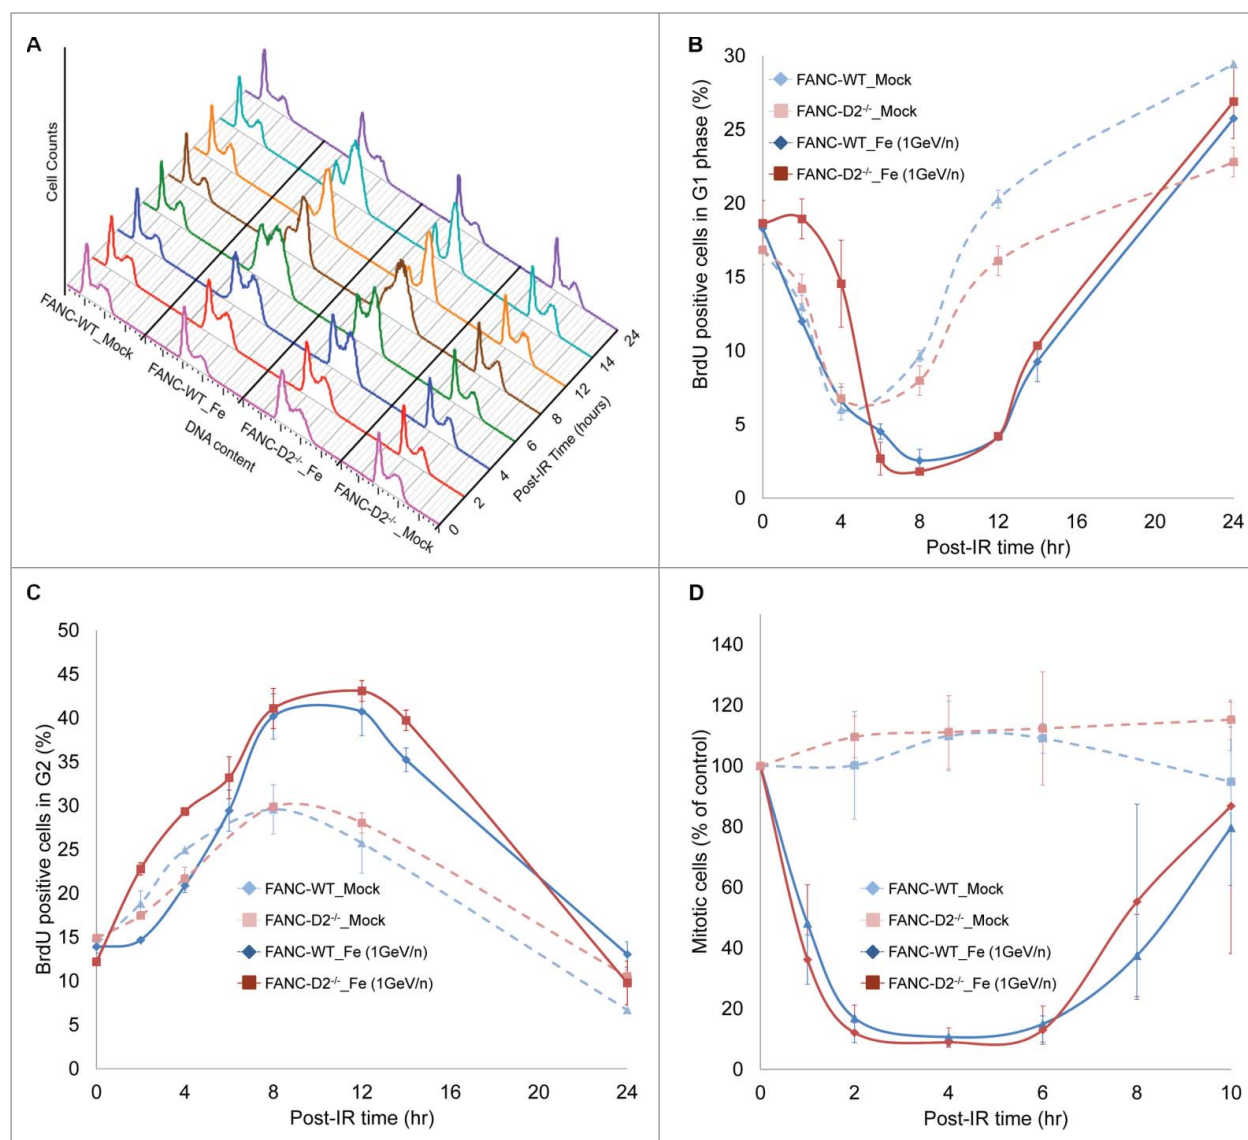 A
Cell Counts
FANC-WT_Mock
FANC-WT_Fe
FANC-D2-/-_Fe
FANC-D2-/-_Mock
DNA content
0
2
4
6
8
12
14
24
Post-IR Time (hours)
B
30
25
20
15
10
5
0
BrdU positive cells in G1 phase (%)
FANC-WT_Mock
FANC-D2-/-_Mock
FANC-WT_Fe (1GeV/n)
FANC-D2-/-_Fe (1GeV/n)
0 4 8 12 16 20 24
Post-IR time (hr)
C
50
45
40
35
30
25
20
15
10
5
0
BrdU positive cells in G2 (%)
FANC-WT_Mock
FANC-D2-/-_Mock
FANC-WT_Fe (1GeV/n)
FANC-D2-/-_Fe (1GeV/n)
0 4 8 12 16 20 24
Post-IR time (hr)
D
140
120
100
80
60
40
20
0
Mitotic cells (% of control)
FANC-WT_Mock
FANC-D2-/-_Mock
FANC-WT_Fe (1GeV/n)
FANC-D2-/-_Fe (1GeV/n)
0 2 4 6 8 10
Post-IR time (hr)